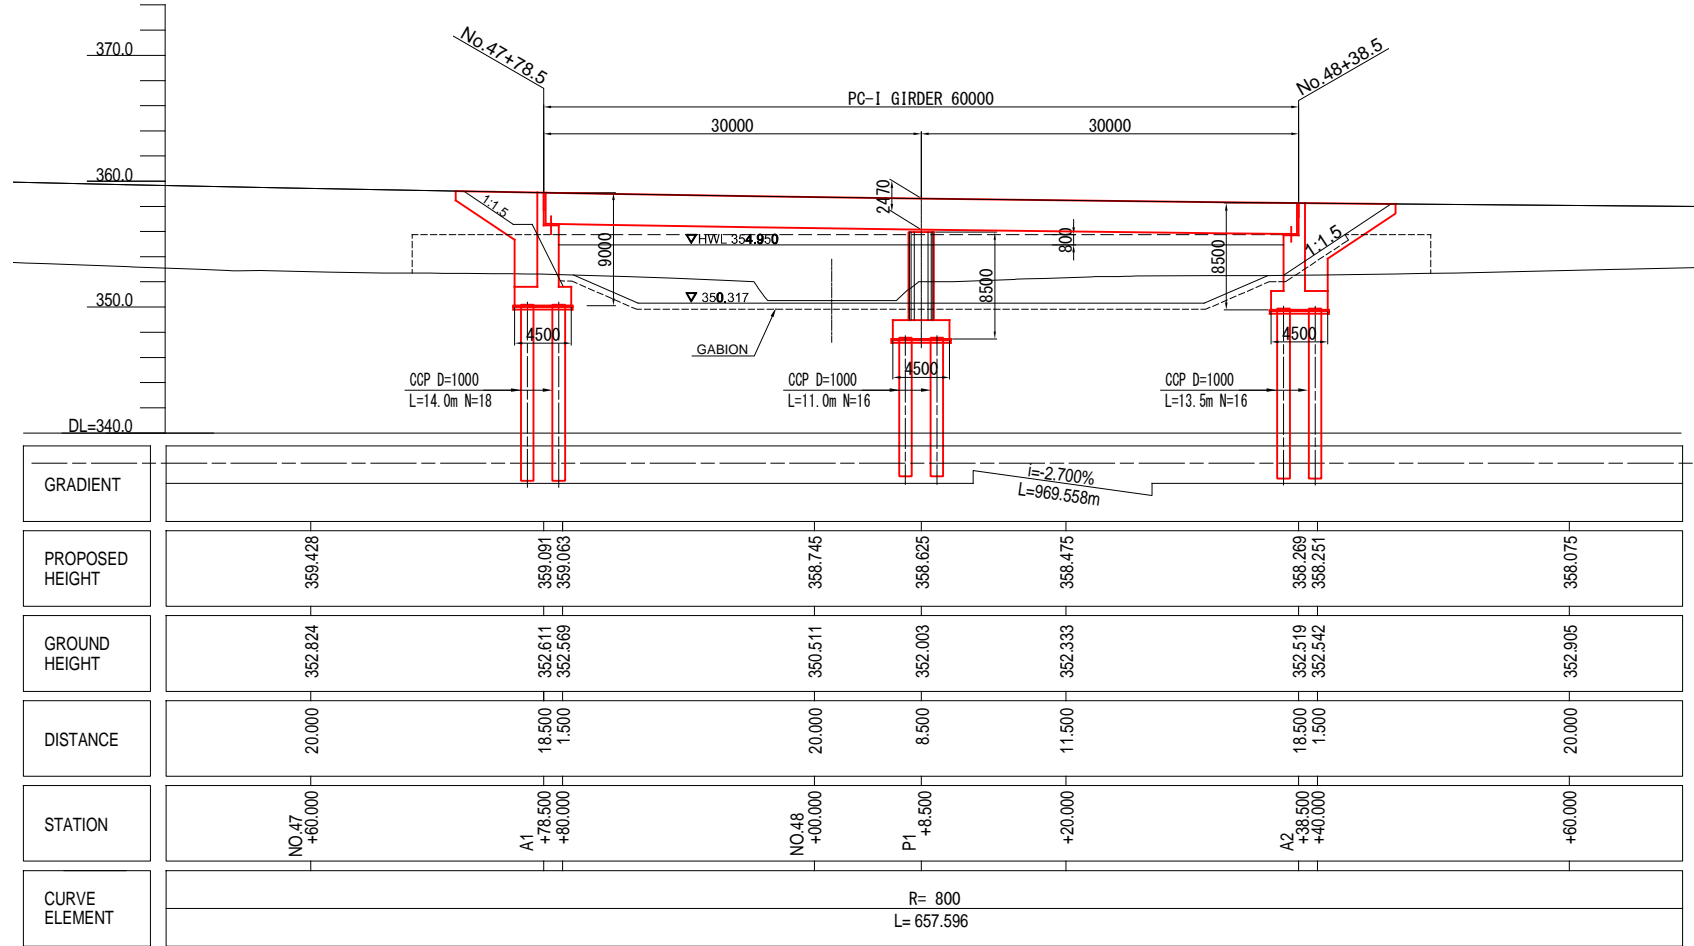 370.0
360.0
350.0
DL=340.0
No.47+78.5
No.48+38.5
PC-I GIRDER 60000
30000
30000
2470
1:1.5
9000
▽HWL 354.950
800
8500
8500
1:1.5
▽ 350.317
GABION
4500
4500
4500
CCP D=1000
L=14.0m N=18
CCP D=1000
L=11.0m N=16
CCP D=1000
L=13.5m N=16
GRADIENT
i=-2.700%
L=969.558m
PROPOSED
HEIGHT
359.428
359.091
359.063
358.745
358.625
358.475
358.269
358.251
358.075
GROUND
HEIGHT
352.824
352.611
352.569
350.511
352.003
352.333
352.519
352.542
352.905
DISTANCE
20.000
18.500
1.500
20.000
8.500
11.500
18.500
1.500
20.000
STATION
NO.47
+60.000
A1
+78.500
+80.000
NO.48
+00.000
P1
+8.500
+20.000
A2
+38.500
+40.000
+60.000
CURVE
ELEMENT
R= 800
L= 657.596